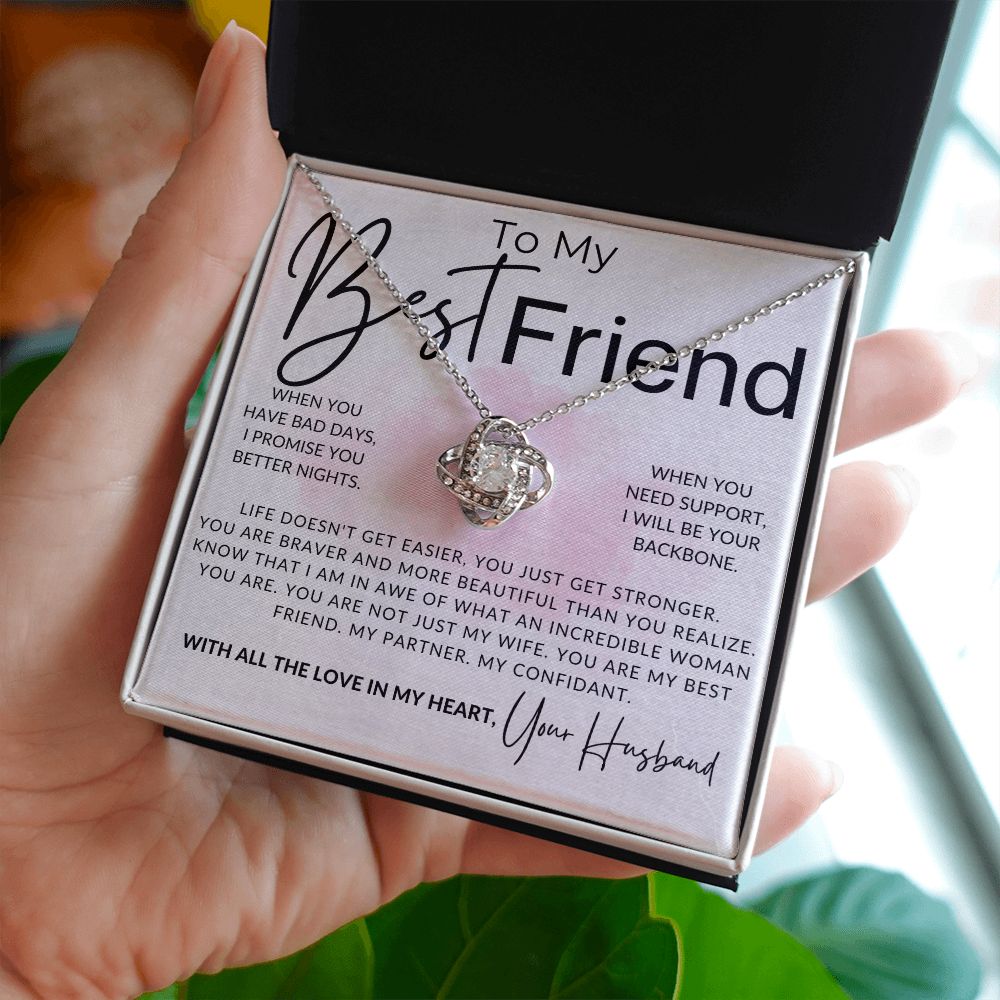 To My
Best Friend
WHEN YOU
HAVE BAD DAYS,
I PROMISE YOU
BETTER NIGHTS.
WHEN YOU
NEED SUPPORT,
I WILL BE YOUR
BACKBONE.
LIFE DOESN'T GET EASIER, YOU JUST GET STRONGER.
YOU ARE BRAVER AND MORE BEAUTIFUL THAN YOU REALIZE.
KNOW THAT I AM IN AWE OF WHAT AN INCREDIBLE WOMAN
YOU ARE. YOU ARE NOT JUST MY WIFE. YOU ARE MY BEST
FRIEND. MY PARTNER. MY CONFIDANT.
WITH ALL THE LOVE IN MY HEART, Your Husband